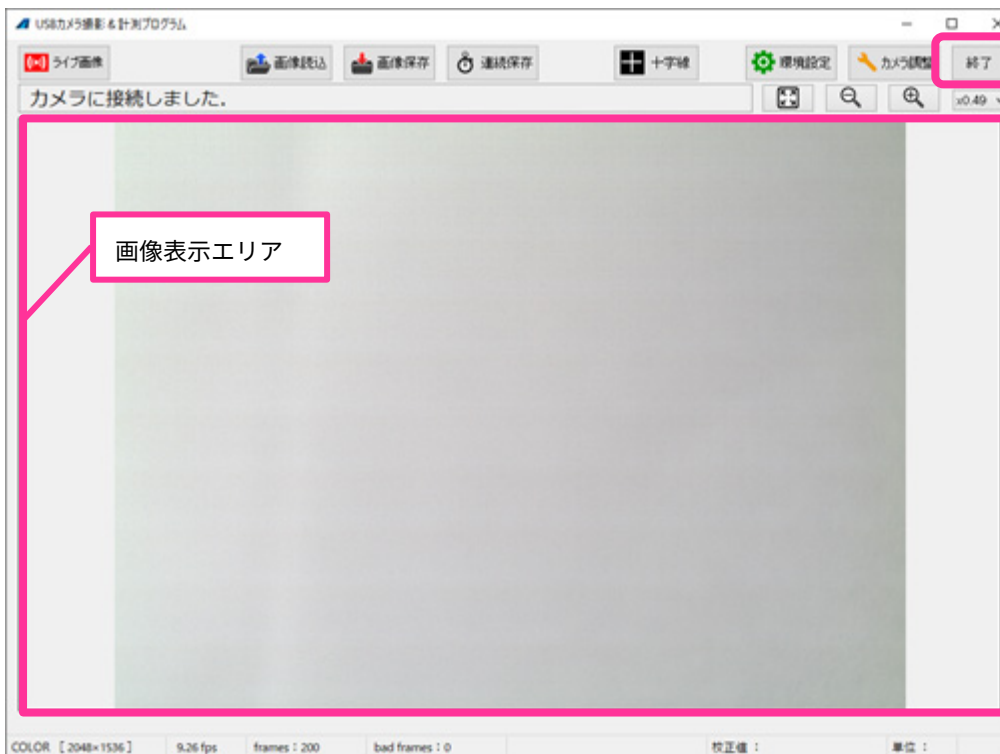 USBカメラ撮影 & 計測プログラム
ライブ画像 画像読込 画像保存 連続保存 十字線 環境設定 カメラ調整 終了
カメラに接続しました. x0.49
画像表示エリア
COLOR [ 2048×1536 ] 9.26 fps frames : 200 bad frames : 0 校正値 : 単位 :